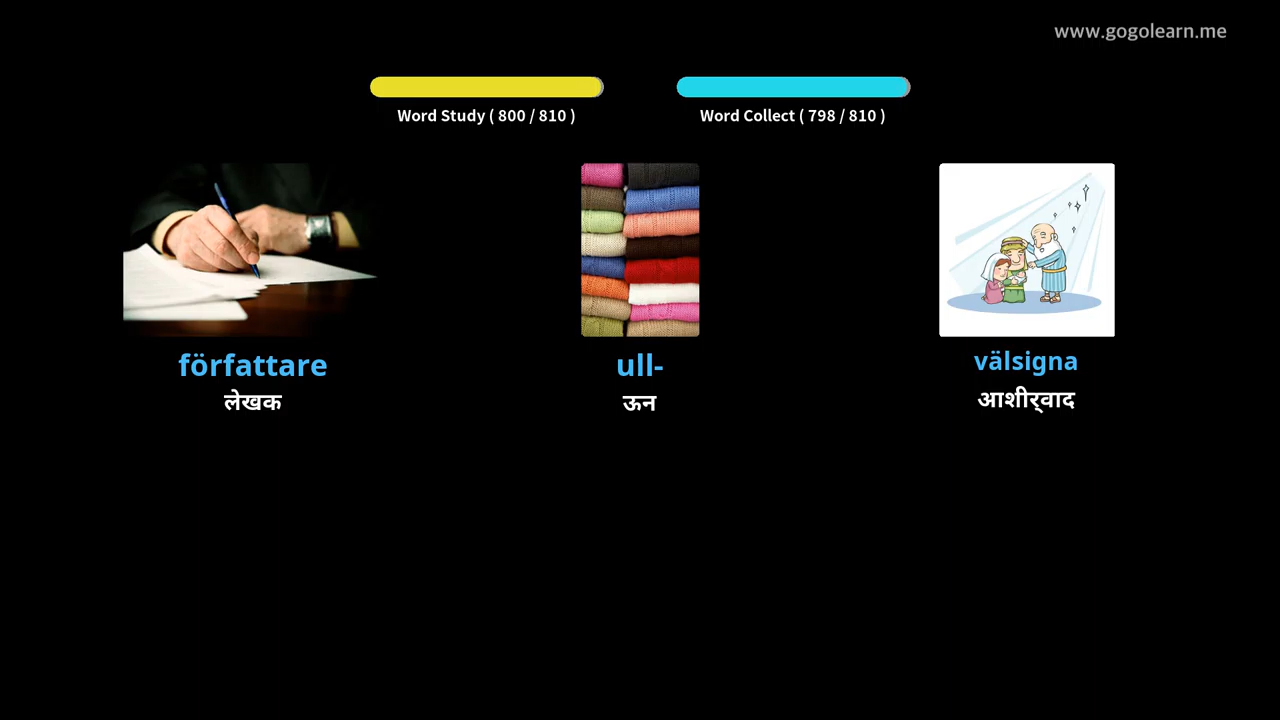 www.gogolearn.me
Word Study ( 800 / 810 )
Word Collect ( 798 / 810 )
författare
ull-
välsigna
लेखक
ऊन
आशीर्‍वाद